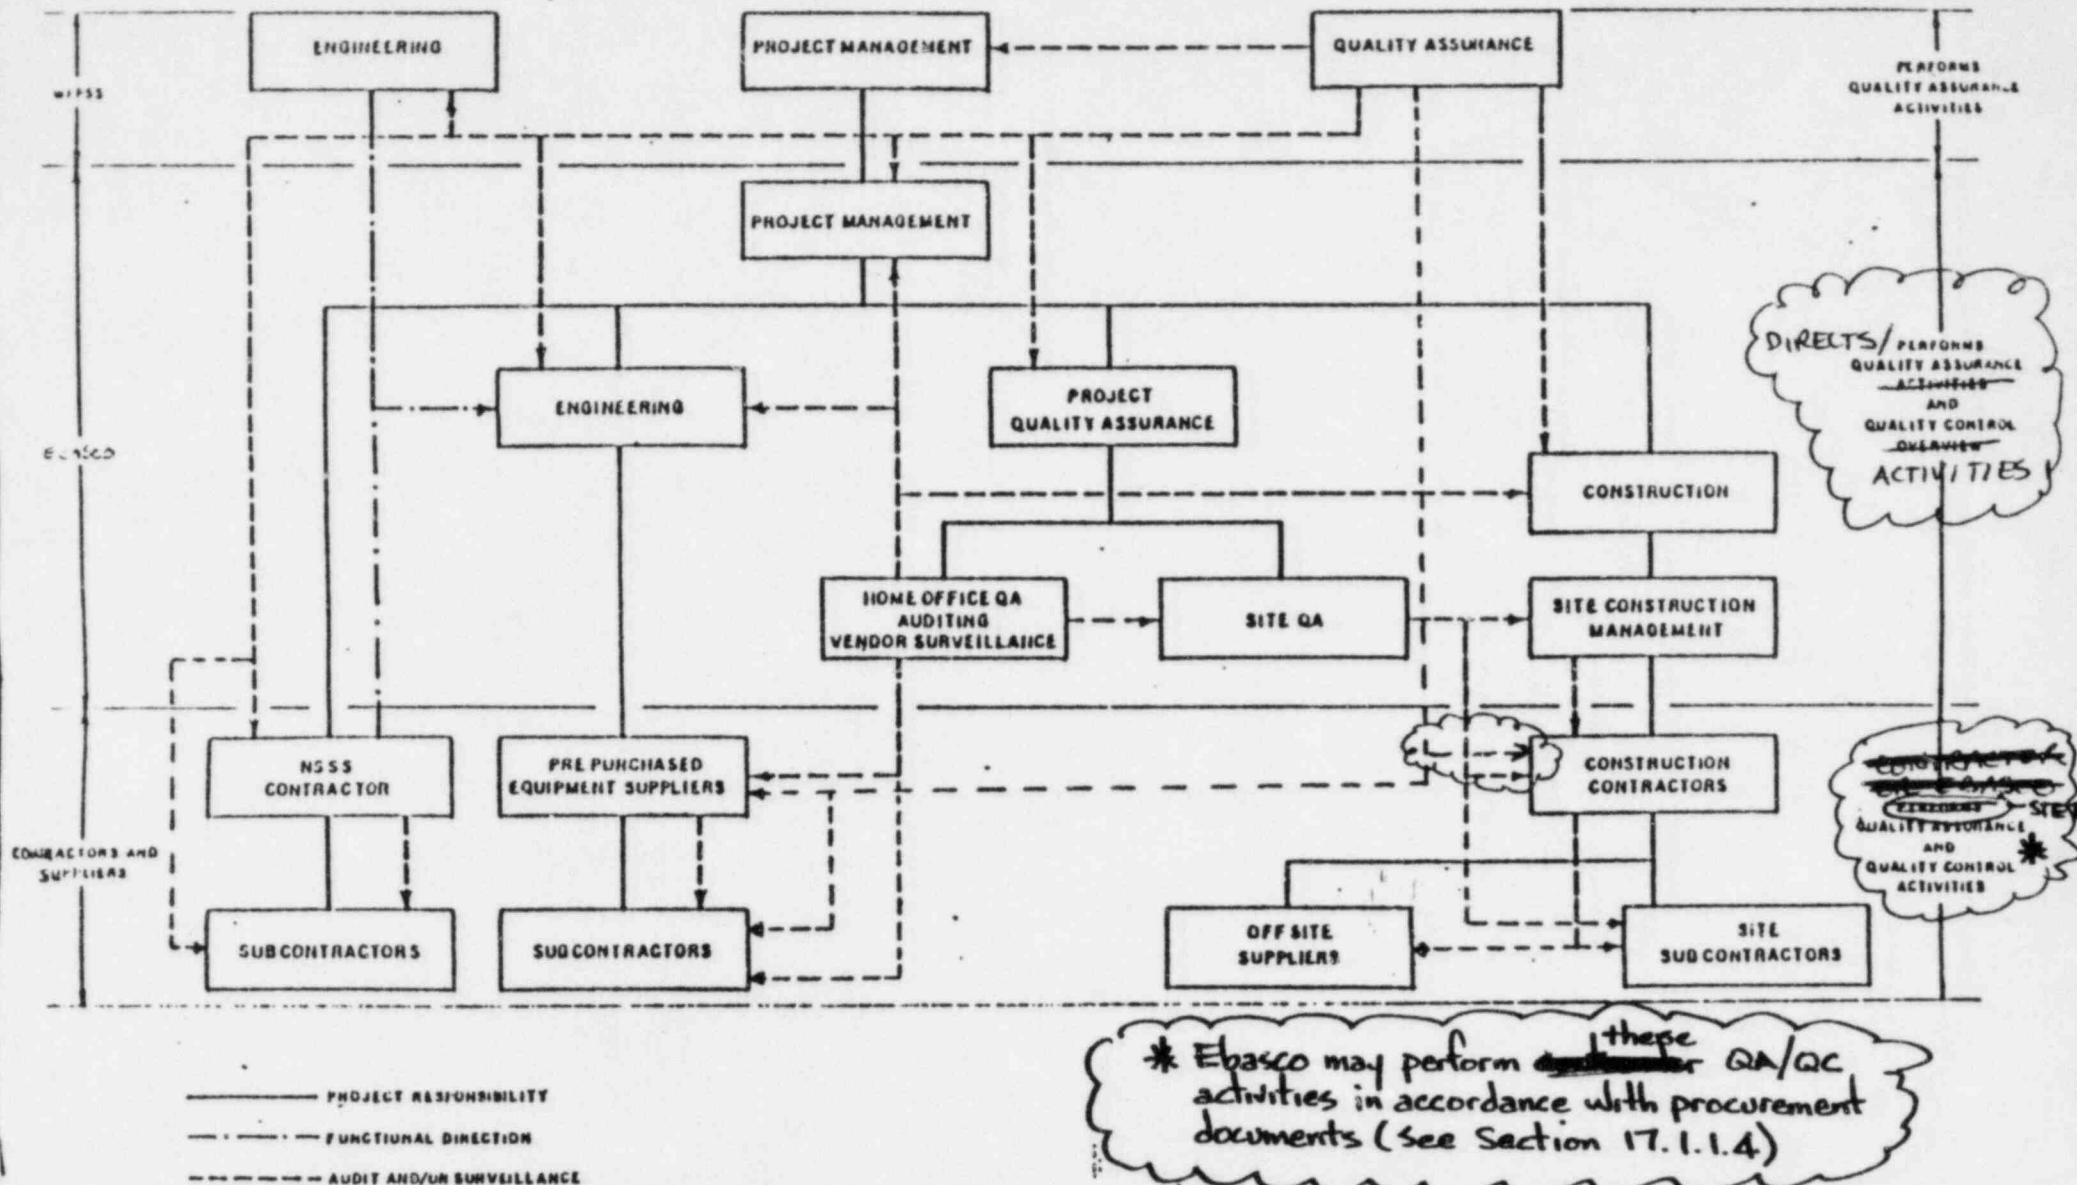 ENGINEERING
PROJECT MANAGEMENT
QUALITY ASSURANCE
PERFORMS
QUALITY ASSURANCE
ACTIVITIES
PROJECT MANAGEMENT
ENGINEERING
PROJECT
QUALITY ASSURANCE
DIRECTS/ PERFORMS
QUALITY ASSURANCE
ACTIVITIES
AND
QUALITY CONTROL
OVERVIEW
ACTIVITIES
EBASCO
CONSTRUCTION
HOME OFFICE QA
AUDITING
VENDOR SURVEILLANCE
SITE QA
SITE CONSTRUCTION
MANAGEMENT
NSSS
CONTRACTOR
PRE PURCHASED
EQUIPMENT SUPPLIERS
CONSTRUCTION
CONTRACTORS
QUALITY ASSURANCE
AND *
QUALITY CONTROL
ACTIVITIES
CONTRACTORS AND
SUPPLIERS
SUBCONTRACTORS
SUBCONTRACTORS
OFF SITE
SUPPLIERS
SITE
SUBCONTRACTORS
* Ebasco may perform these QA/QC
activities in accordance with procurement
documents (see Section 17.1.1.4)
PROJECT RESPONSIBILITY
FUNCTIONAL DIRECTION
AUDIT AND/OR SURVEILLANCE